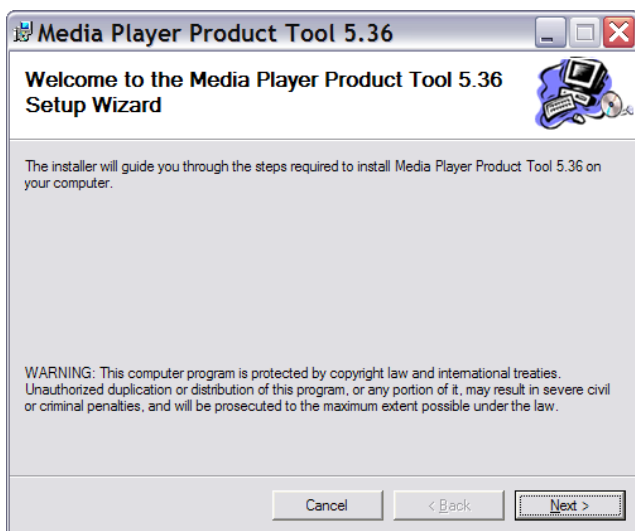 Media Player Product Tool 5.36
Welcome to the Media Player Product Tool 5.36
Setup Wizard
The installer will guide you through the steps required to install Media Player Product Tool 5.36 on
your computer.
WARNING: This computer program is protected by copyright law and international treaties.
Unauthorized duplication or distribution of this program, or any portion of it, may result in severe civil
or criminal penalties, and will be prosecuted to the maximum extent possible under the law.
Cancel < Back Next >